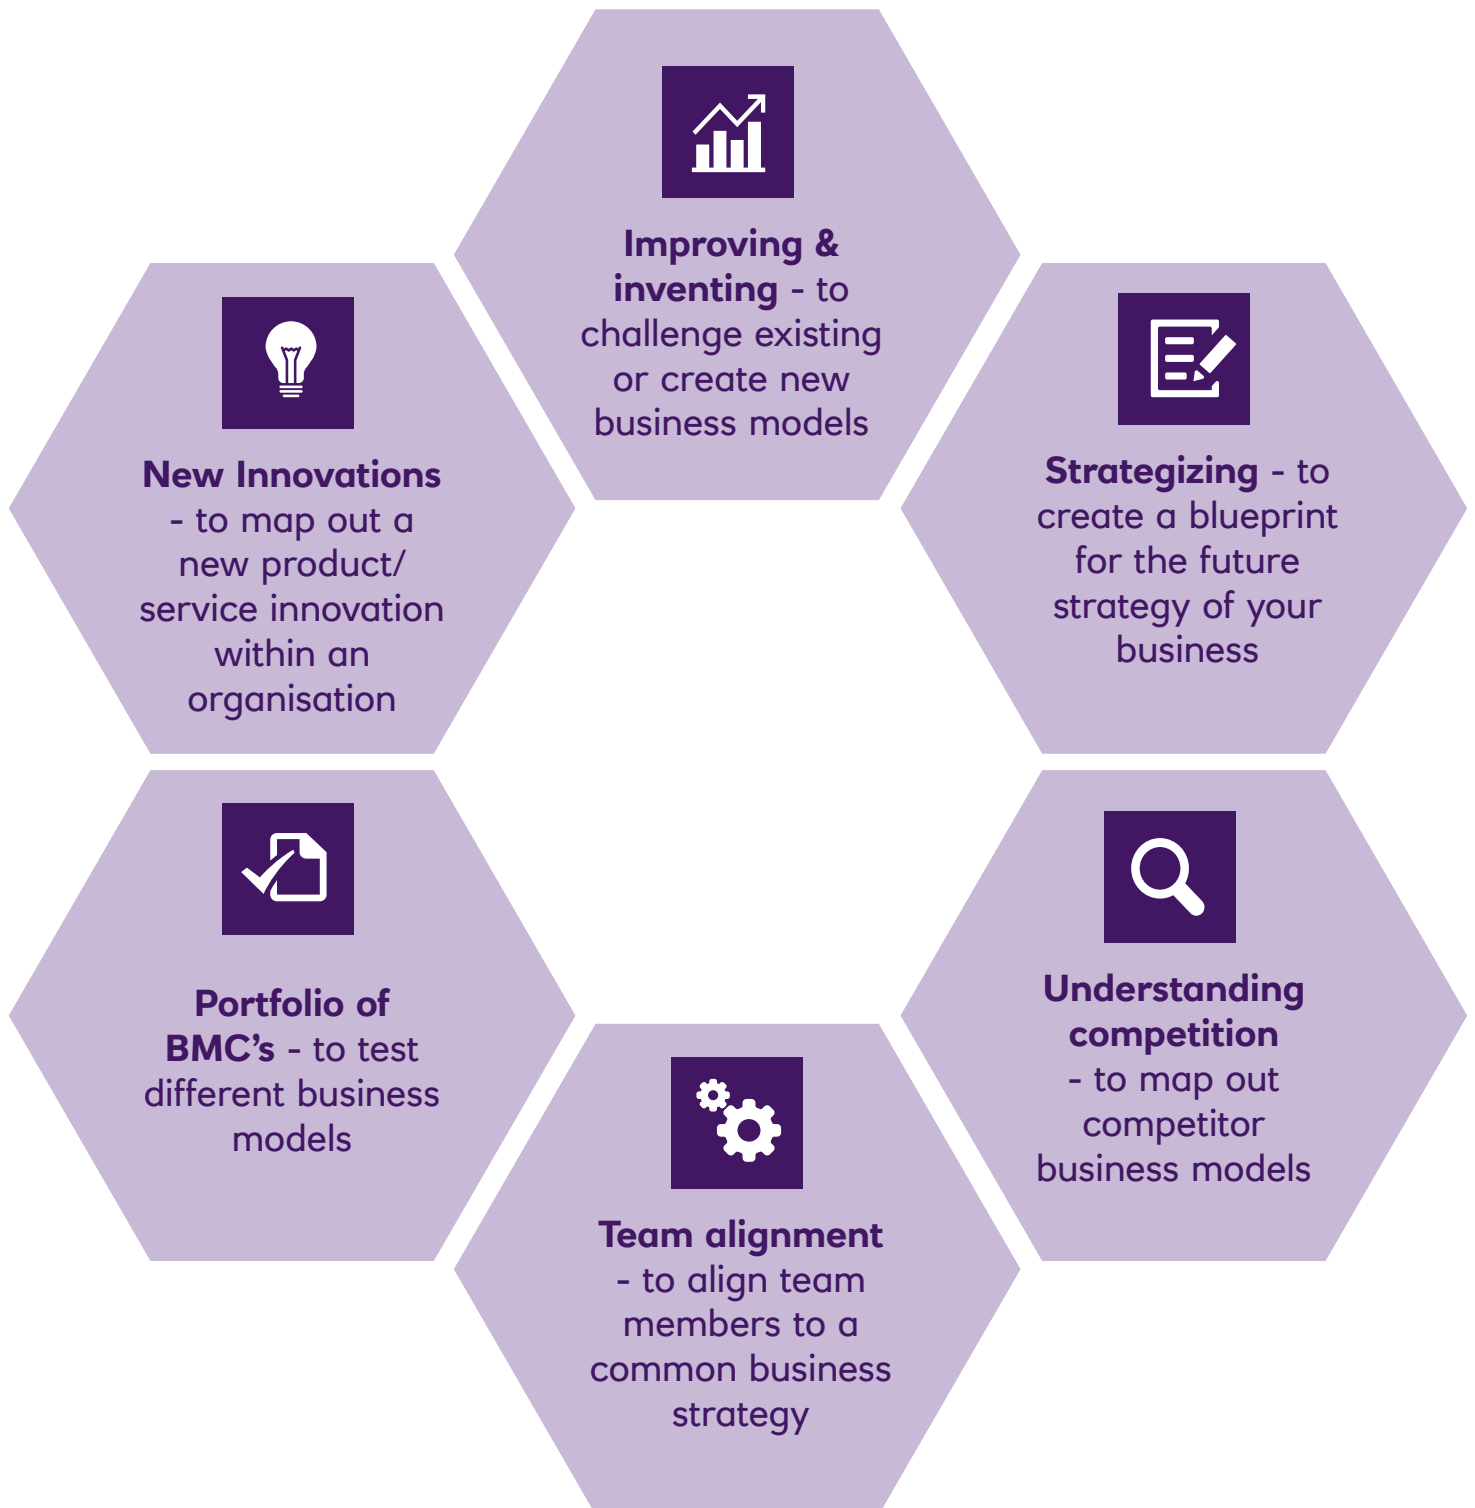 Improving &
inventing - to
challenge existing
or create new
business models
New Innovations
- to map out a
new product/
service innovation
within an
organisation
Strategizing - to
create a blueprint
for the future
strategy of your
business
Portfolio of
BMC’s - to test
different business
models
Understanding
competition
- to map out
competitor
business models
Team alignment
- to align team
members to a
common business
strategy